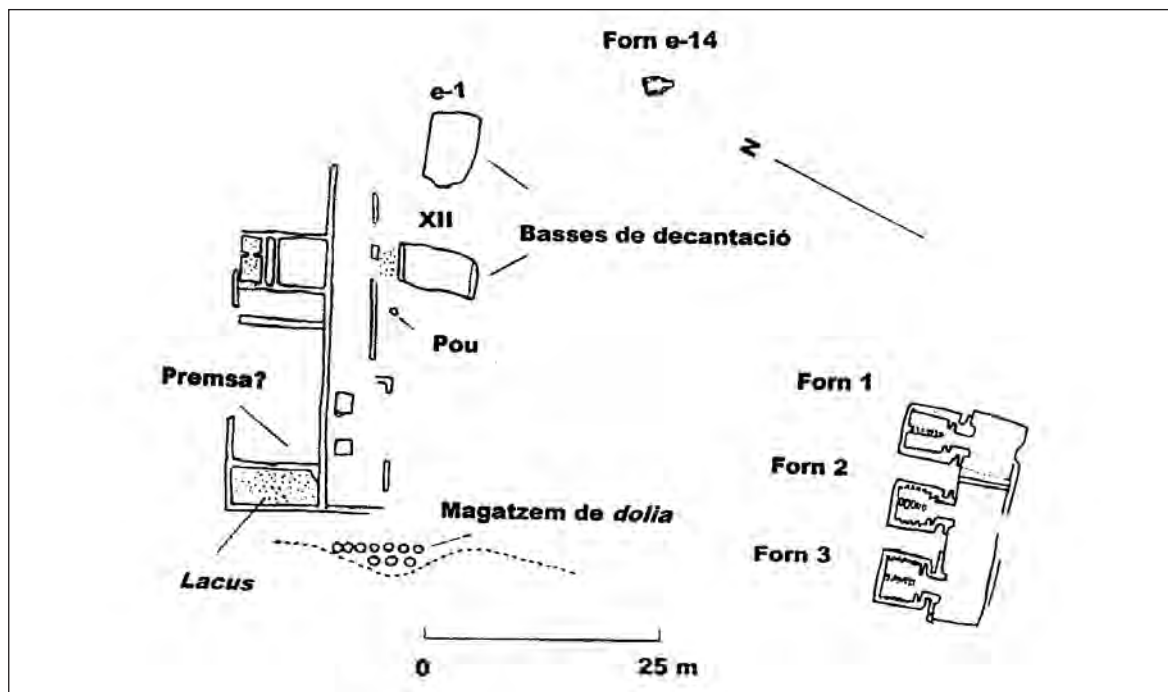 Forn e-14
e-1
N
XII
Basses de decantació
Pou
Premsa?
Forn 1
Forn 2
Magatzem de dolia
Forn 3
Lacus
0 25 m